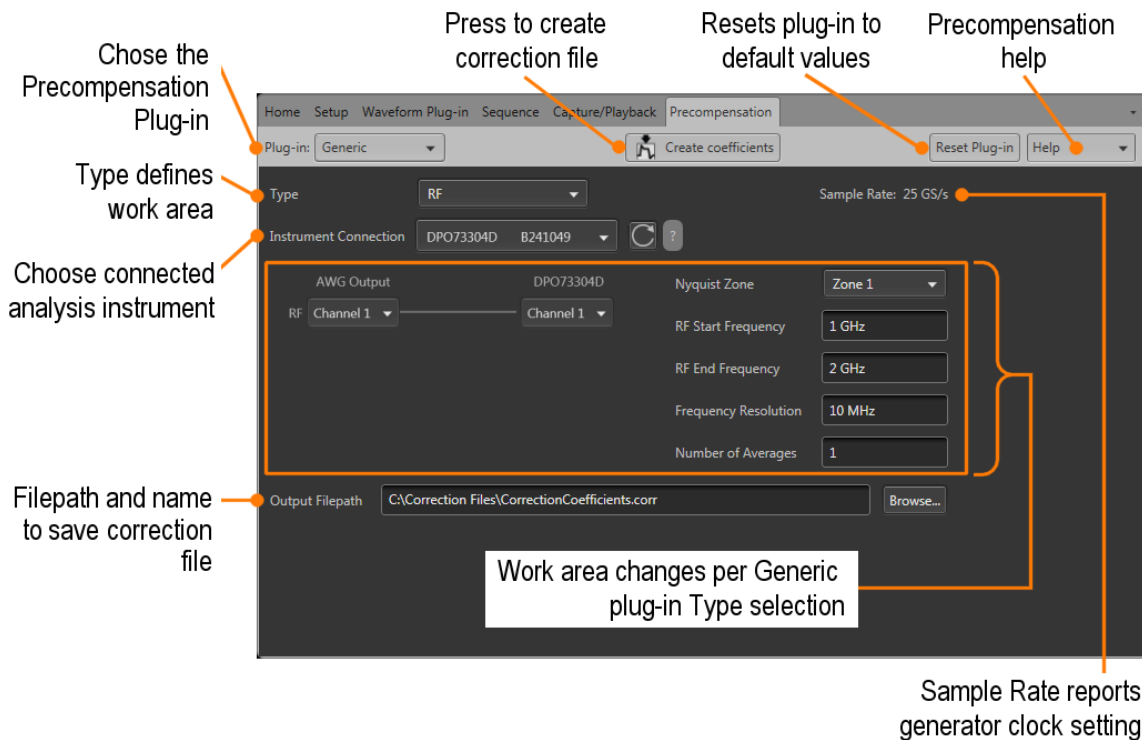 Chose the
Precompensation
Plug-in
Press to create
correction file
Resets plug-in to
default values
Precompensation
help
Home Setup Waveform Plug-in Sequence Capture/Playback Precompensation
Plug-in: Generic Create coefficients Reset Plug-in Help
Type defines
work area
Type RF Sample Rate: 25 GS/s
Choose connected
analysis instrument
Instrument Connection DPO73304D B241049 ?
AWG Output DPO73304D Nyquist Zone Zone 1
RF Channel 1 Channel 1
RF Start Frequency 1 GHz
RF End Frequency 2 GHz
Frequency Resolution 10 MHz
Number of Averages 1
Filepath and name
to save correction
file
Output Filepath C:\Correction Files\CorrectionCoefficients.corr Browse...
Work area changes per Generic
plug-in Type selection
Sample Rate reports
generator clock setting